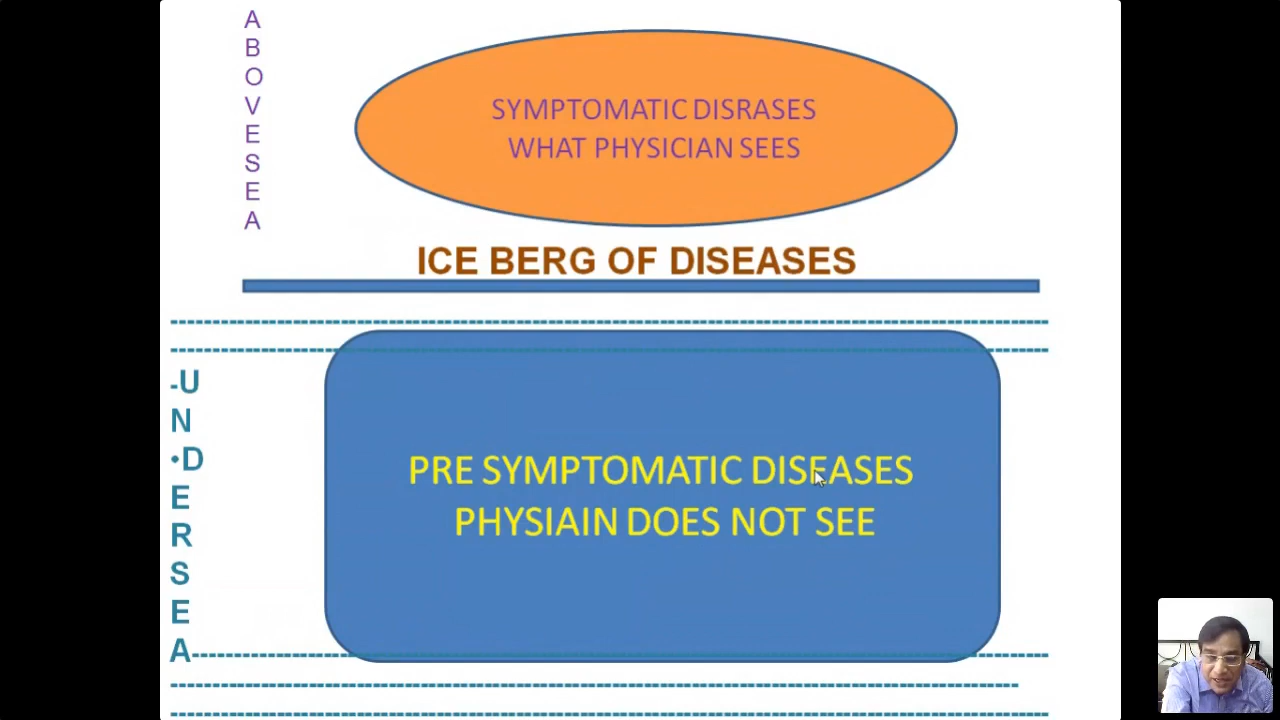 A
B
O
V
E
S
E
A
SYMPTOMATIC DISRASES
WHAT PHYSICIAN SEES
ICE BERG OF DISEASES
-U
N
•D
E
R
S
E
A
PRE SYMPTOMATIC DISEASES
PHYSIAIN DOES NOT SEE